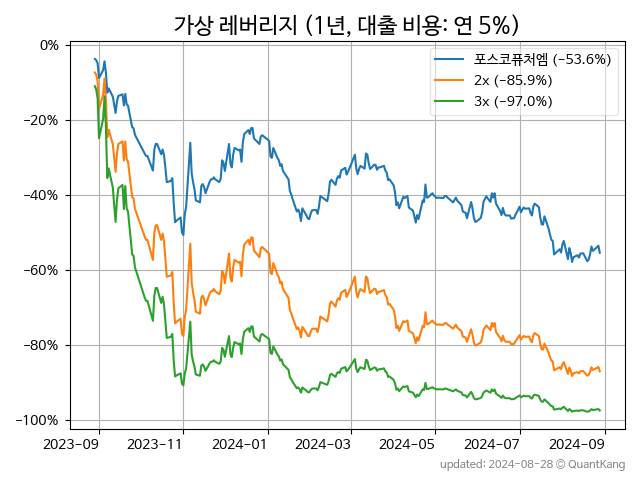 가상 레버리지 (1년, 대출 비용: 연 5%)
포스코퓨처엠 (−53.6%)
2x (−85.9%)
3x (−97.0%)
0%
−20%
−40%
−60%
−80%
−100%
2023-09 2023-11 2024-01 2024-03 2024-05 2024-07 2024-09
updated: 2024-08-28 © QuantKang